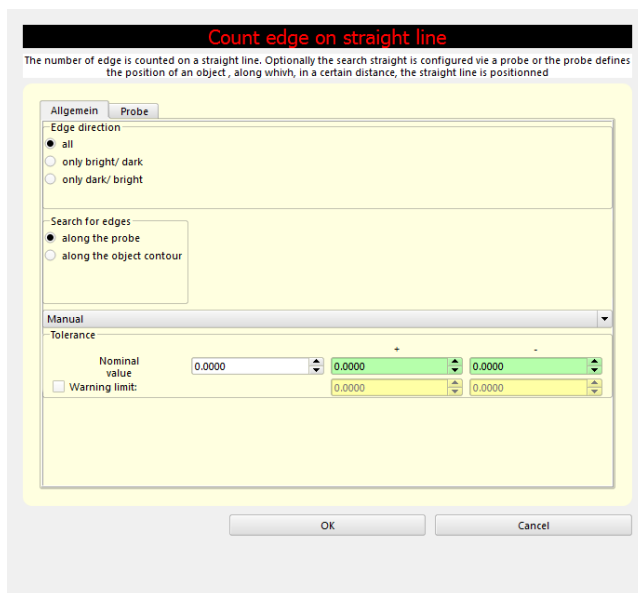 Count edge on straight line
The number of edge is counted on a straight line. Optionally the search straight is configured vie a probe or the probe defines
the position of an object , along whivh, in a certain distance, the straight line is positionned
Allgemein Probe
Edge direction
all
only bright/ dark
only dark/ bright
Search for edges
along the probe
along the object contour
Manual
Tolerance
+ -
Nominal
value
0.0000 0.0000 0.0000
Warning limit: 0.0000 0.0000
OK Cancel